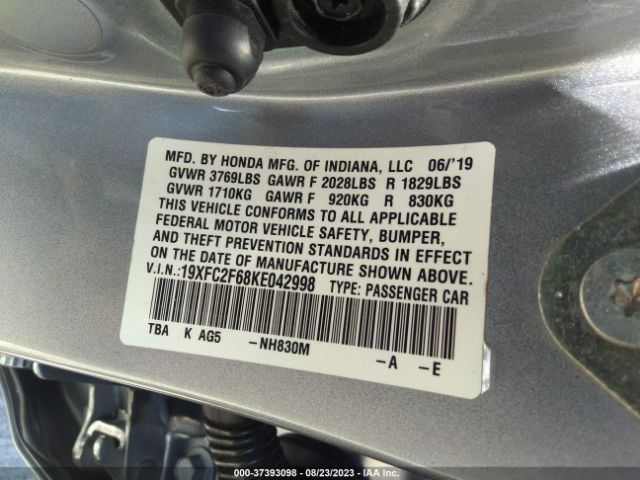 MFD. BY HONDA MFG. OF INDIANA, LLC 06/'19
GVWR 3769LBS GAWR F 2028LBS R 1829LBS
GVWR 1710KG GAWR F 920KG R 830KG
THIS VEHICLE CONFORMS TO ALL APPLICABLE
FEDERAL MOTOR VEHICLE SAFETY, BUMPER,
AND THEFT PREVENTION STANDARDS IN EFFECT
ON THE DATE OF MANUFACTURE SHOWN ABOVE.
V.I.N.:19XFC2F68KE042998 TYPE: PASSENGER CAR
TBA K AG5 -NH830M -A -E
000-37393098 - 08/23/2023 - IAA Inc.